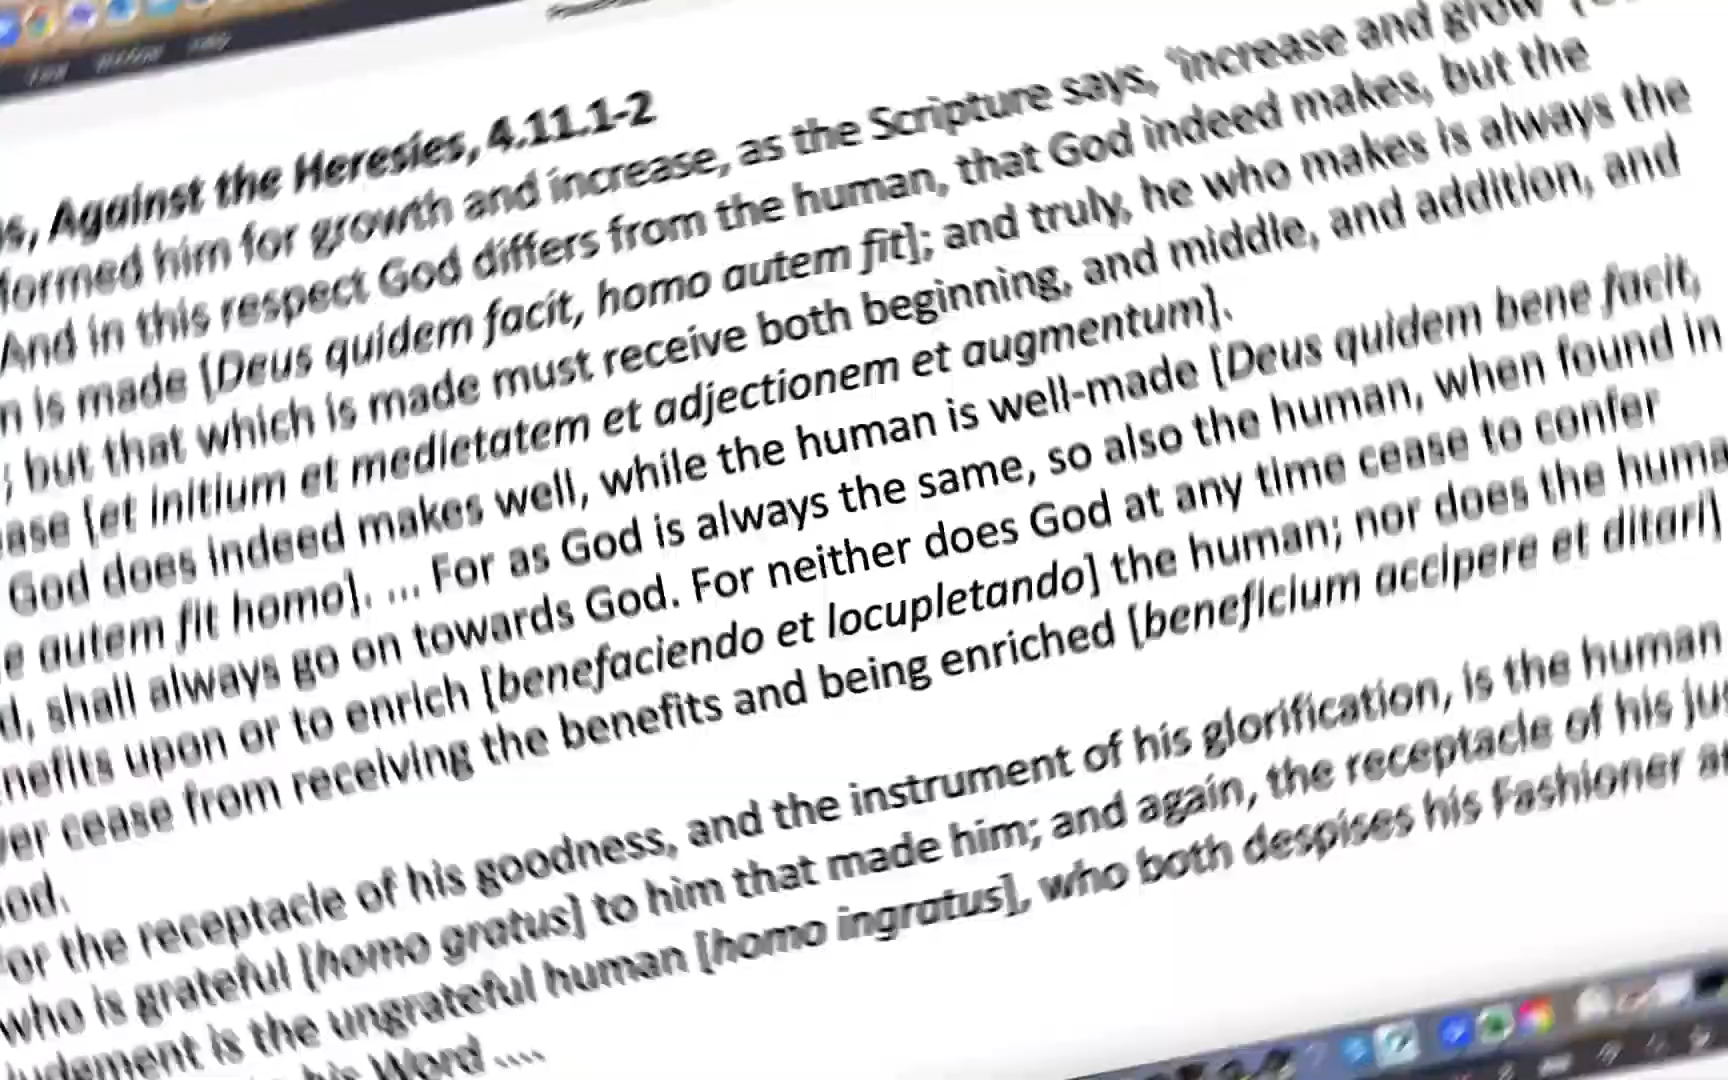 Against the Heresies, 4.11.1-2
formed him for growth and increase, as the Scripture says, 'increase and grow'
And in this respect God differs from the human, that God indeed makes, but the
is made [Deus quidem facit, homo autem fit]; and truly, he who makes is always the
; but that which is made must receive both beginning, and middle, and addition, and
[et initium et medietatem et adjectionem et augmentum].
God does indeed makes well, while the human is well-made [Deus quidem bene facit,
autem fit homo]. ... For as God is always the same, so also the human, when found in
shall always go on towards God. For neither does God at any time cease to confer
upon or to enrich [benefaciendo et locupletando] the human; nor does the huma
cease from receiving the benefits and being enriched [beneficium accipere et ditari]
od.
or the receptacle of his goodness, and the instrument of his glorification, is the human
who is grateful [homo gratus] to him that made him; and again, the receptacle of his jus
judgment is the ungrateful human [homo ingratus], who both despises his Fashioner a
his Word ....